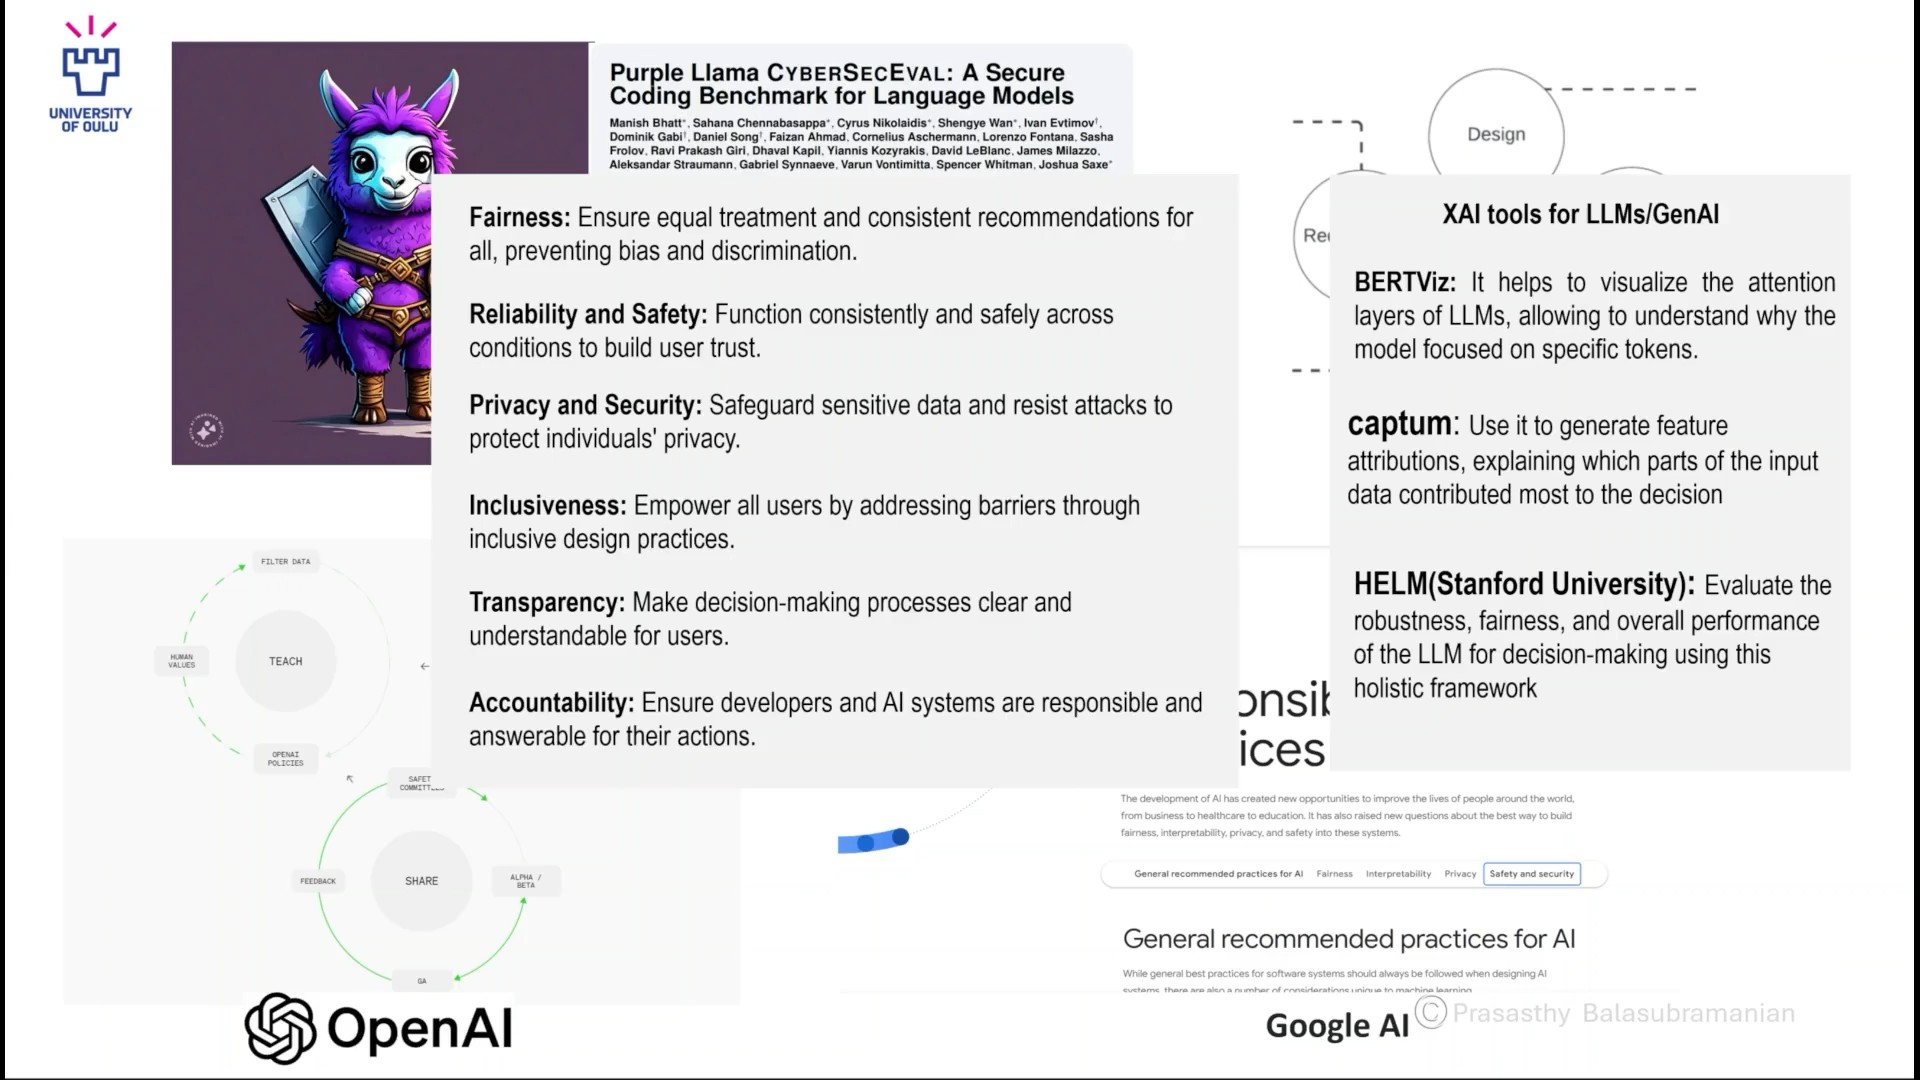 UNIVERSITY
OF OULU
Purple Llama CYBERSECEVAL: A Secure
Coding Benchmark for Language Models
Manish Bhatt*, Sahana Chennabasappa*, Cyrus Nikolaidis*, Shengye Wan*, Ivan Evtimov†,
Dominik Gabi†, Daniel Song†, Faizan Ahmad, Cornelius Aschermann, Lorenzo Fontana, Sasha
Frolov, Ravi Prakash Giri, Dhaval Kapil, Yiannis Kozyrakis, David LeBlanc, James Milazzo,
Aleksandar Straumann, Gabriel Synnaeve, Varun Vontimitta, Spencer Whitman, Joshua Saxe*
Design
Fairness: Ensure equal treatment and consistent recommendations for
all, preventing bias and discrimination.
Reliability and Safety: Function consistently and safely across
conditions to build user trust.
Privacy and Security: Safeguard sensitive data and resist attacks to
protect individuals' privacy.
Inclusiveness: Empower all users by addressing barriers through
inclusive design practices.
Transparency: Make decision-making processes clear and
understandable for users.
Accountability: Ensure developers and AI systems are responsible and
answerable for their actions.
XAI tools for LLMs/GenAI
BERTViz: It helps to visualize the attention
layers of LLMs, allowing to understand why the
model focused on specific tokens.
captum: Use it to generate feature
attributions, explaining which parts of the input
data contributed most to the decision
HELM(Stanford University): Evaluate the
robustness, fairness, and overall performance
of the LLM for decision-making using this
holistic framework
FILTER DATA
HUMAN
VALUES
TEACH
OPENAI
POLICIES
FEEDBACK
SHARE
ALPHA /
BETA
GA
OpenAI
The development of AI has created new opportunities to improve the lives of people around the world,
from business to healthcare to education. It has also raised new questions about the best way to build
fairness, interpretability, privacy, and safety into these systems.
General recommended practices for AI Fairness Interpretability Privacy Safety and security
General recommended practices for AI
While general best practices for software systems should always be followed when designing AI
systems, there are also a number of considerations unique to machine learning.
Google AI
© Prasasthy Balasubramanian